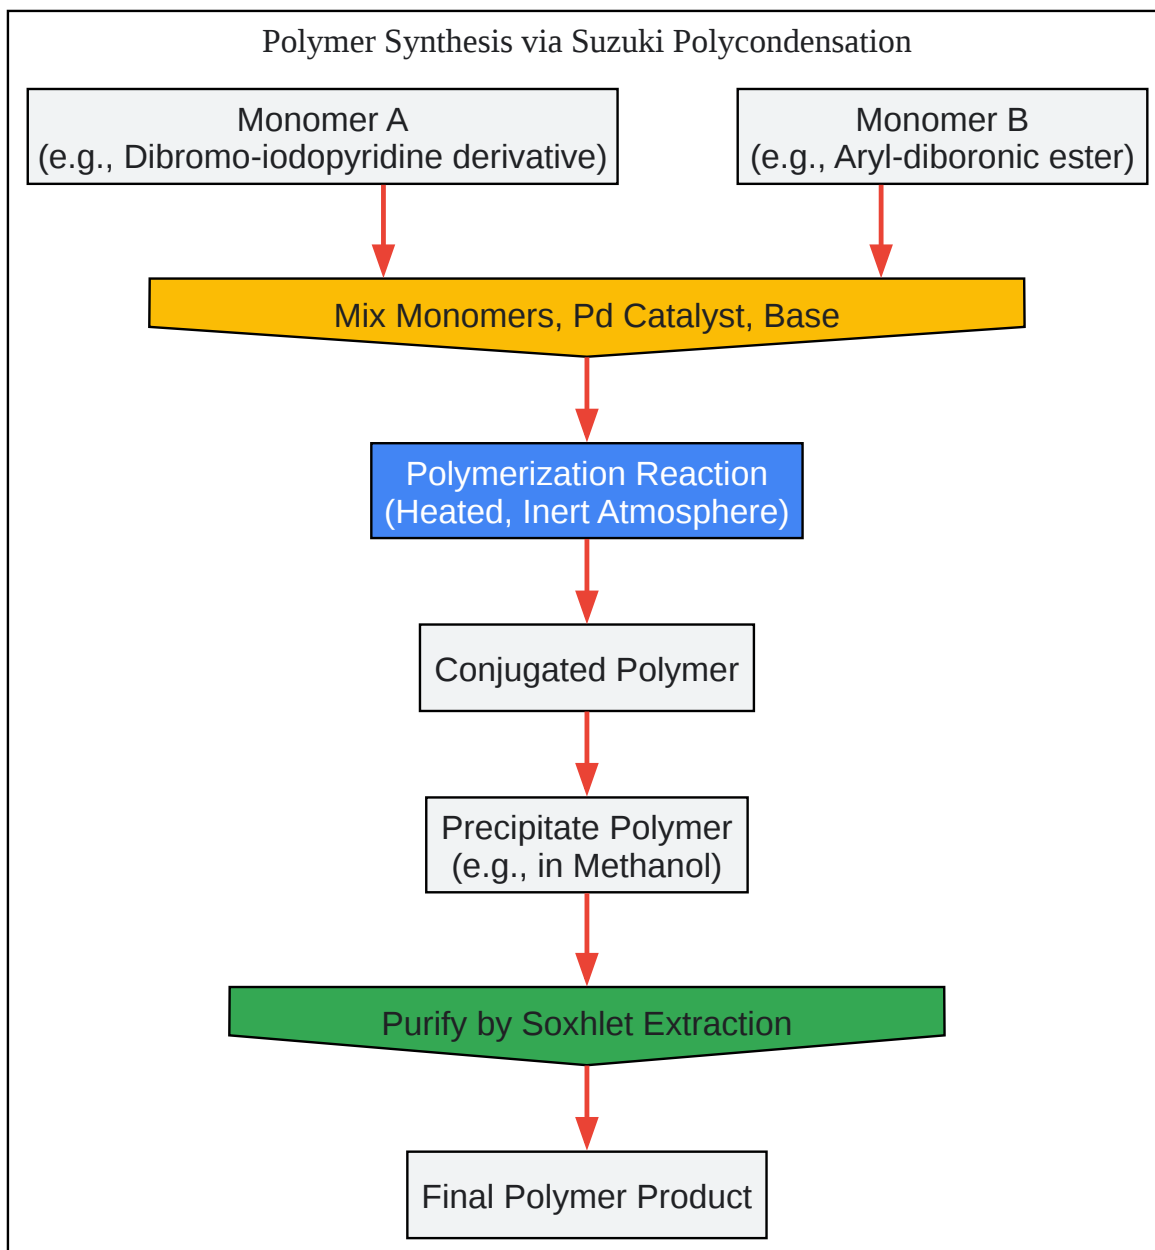 Polymer Synthesis via Suzuki Polycondensation
Monomer A
(e.g., Dibromo-iodopyridine derivative)
Monomer B
(e.g., Aryl-diboronic ester)
Mix Monomers, Pd Catalyst, Base
Polymerization Reaction
(Heated, Inert Atmosphere)
Conjugated Polymer
Precipitate Polymer
(e.g., in Methanol)
Purify by Soxhlet Extraction
Final Polymer Product